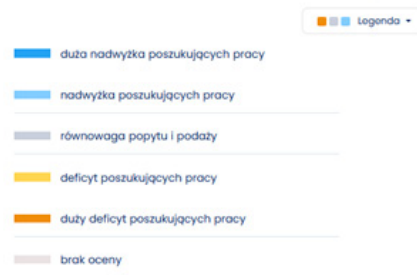 Legenda
duża nadwyżka poszukujących pracy
nadwyżka poszukujących pracy
równowaga popytu i podaży
deficyt poszukujących pracy
duży deficyt poszukujących pracy
brak oceny